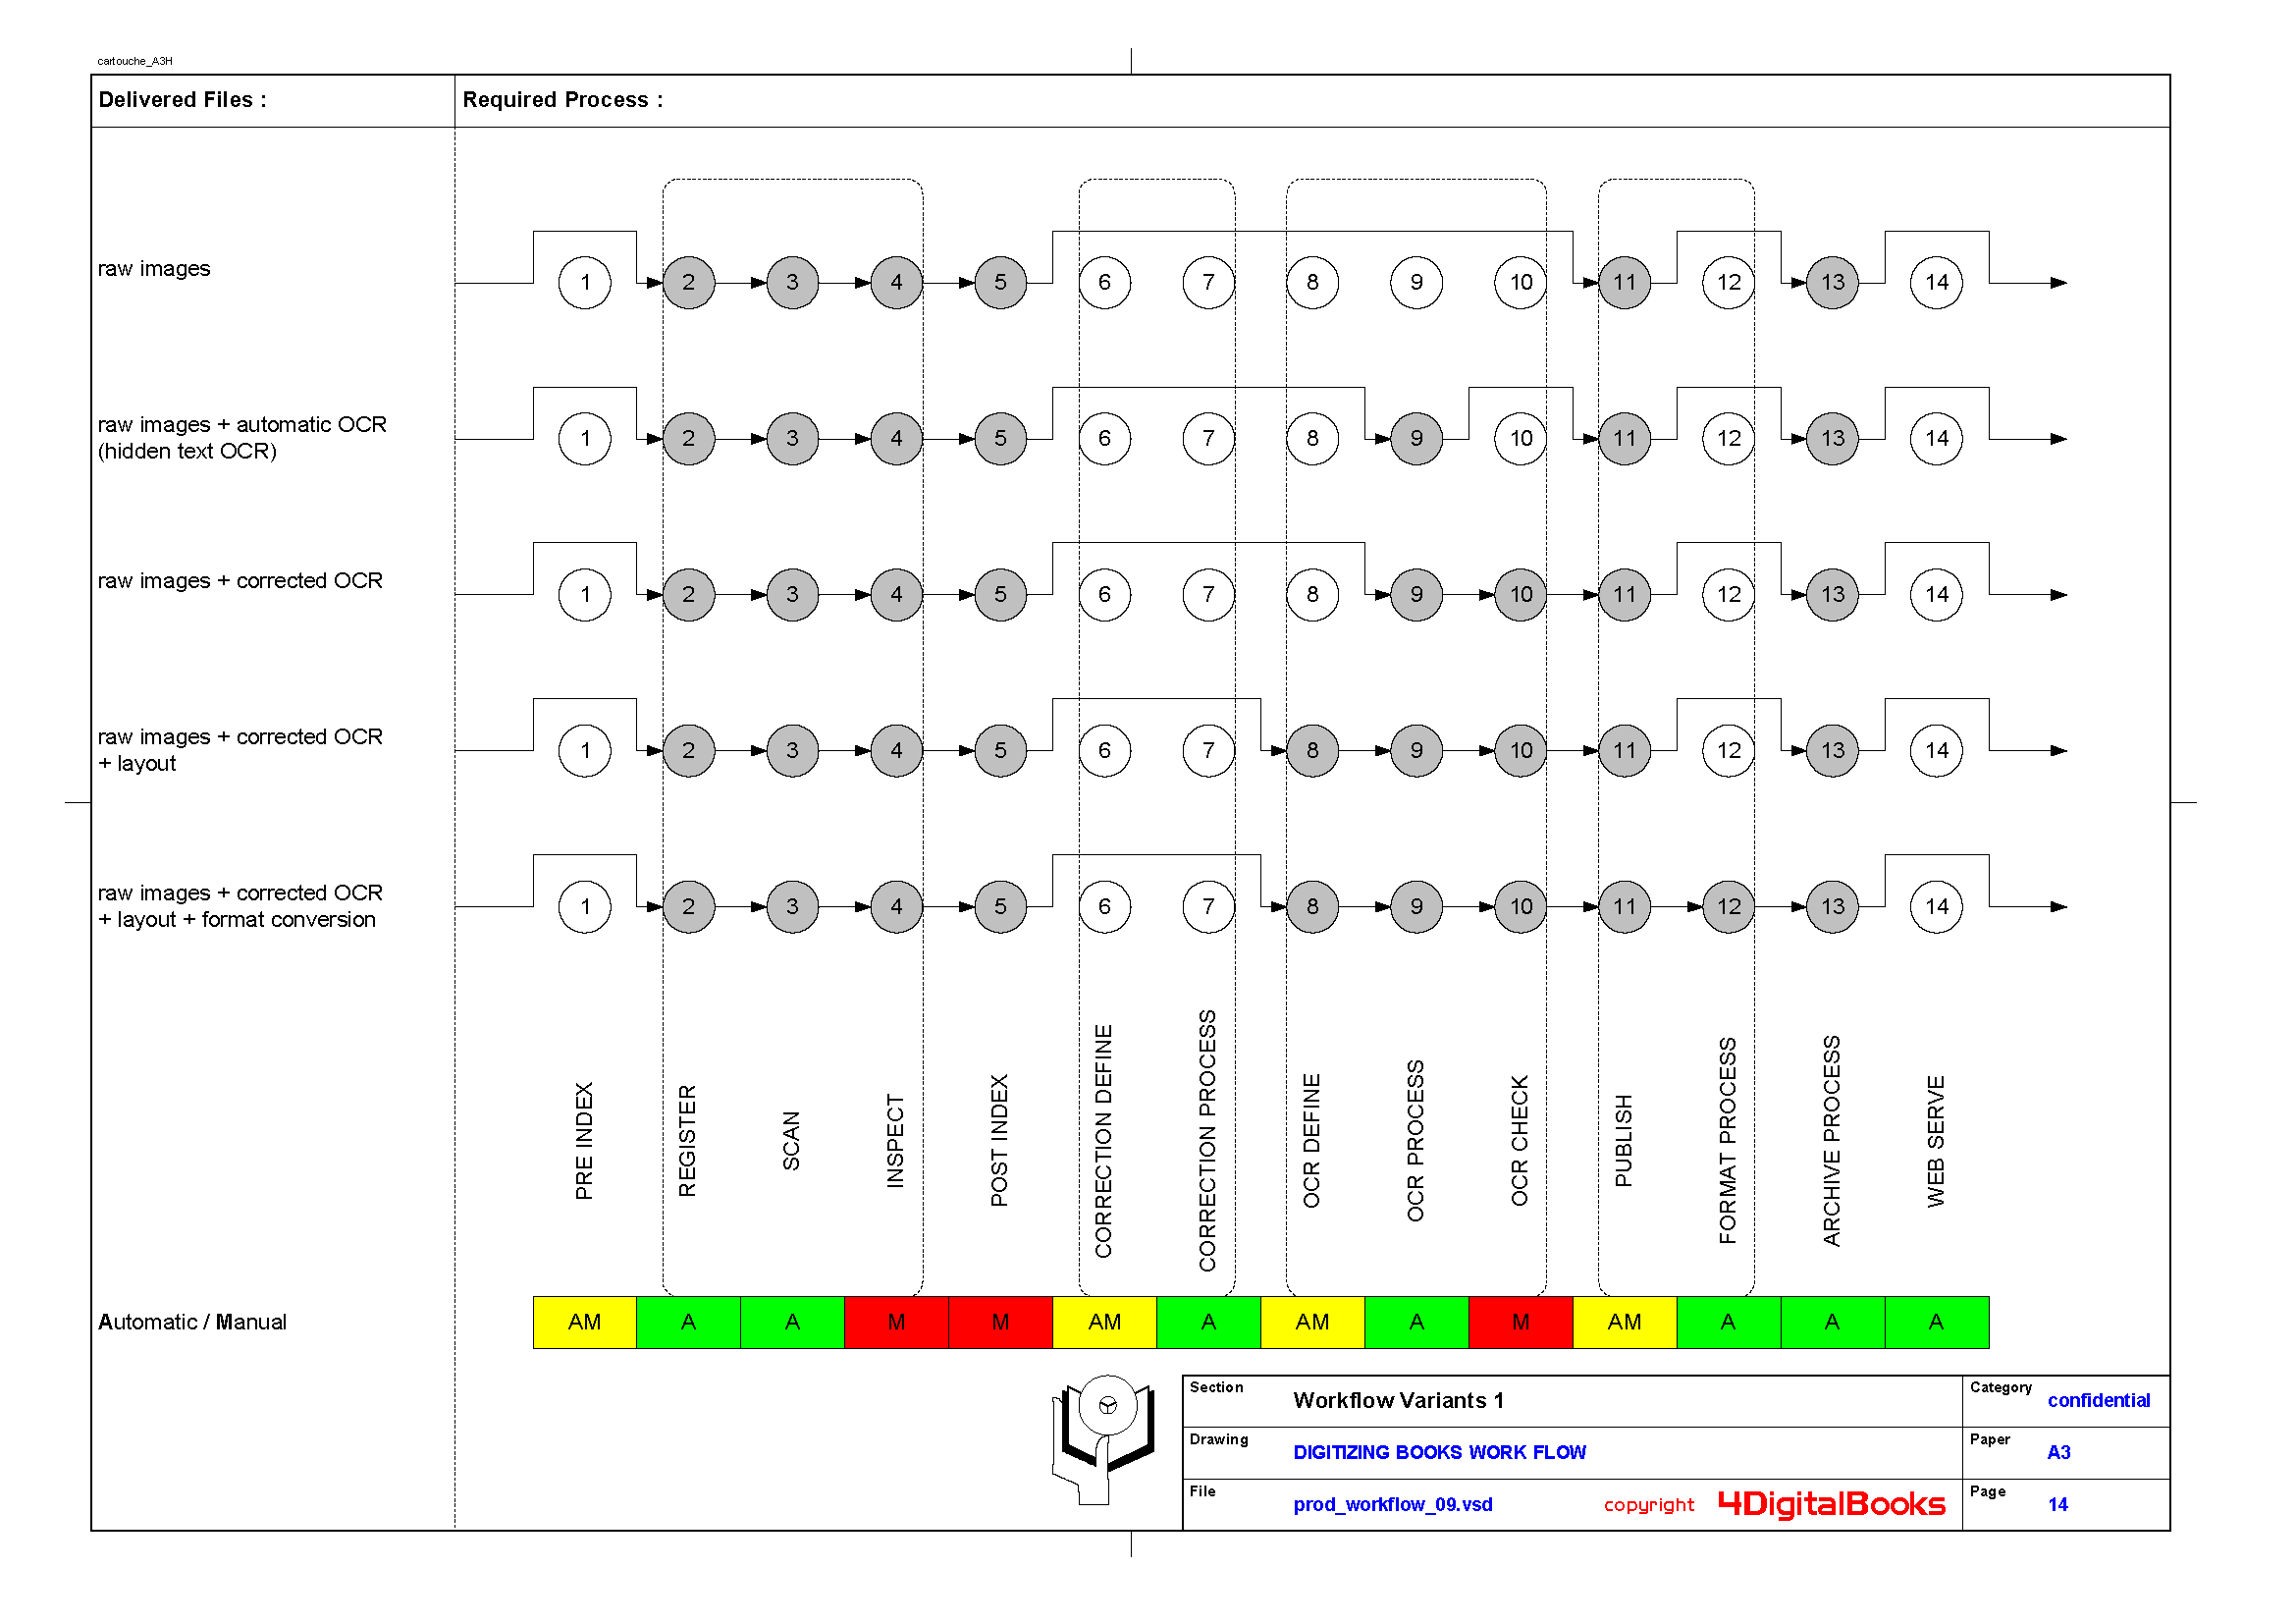 cartouche_A3H
Delivered Files :
Required Process :
raw images
1 2 3 4 5 6 7 8 9 10 11 12 13 14
raw images + automatic OCR
(hidden text OCR)
1 2 3 4 5 6 7 8 9 10 11 12 13 14
raw images + corrected OCR
1 2 3 4 5 6 7 8 9 10 11 12 13 14
raw images + corrected OCR
+ layout
1 2 3 4 5 6 7 8 9 10 11 12 13 14
raw images + corrected OCR
+ layout + format conversion
1 2 3 4 5 6 7 8 9 10 11 12 13 14
PRE INDEX
REGISTER
SCAN
INSPECT
POST INDEX
CORRECTION DEFINE
CORRECTION PROCESS
OCR DEFINE
OCR PROCESS
OCR CHECK
PUBLISH
FORMAT PROCESS
ARCHIVE PROCESS
WEB SERVE
Automatic / Manual
AM A A M M AM A AM A M AM A A A
Section Workflow Variants 1
Category confidential
Drawing DIGITIZING BOOKS WORK FLOW
Paper A3
File prod_workflow_09.vsd copyright 4DigitalBooks
Page 14